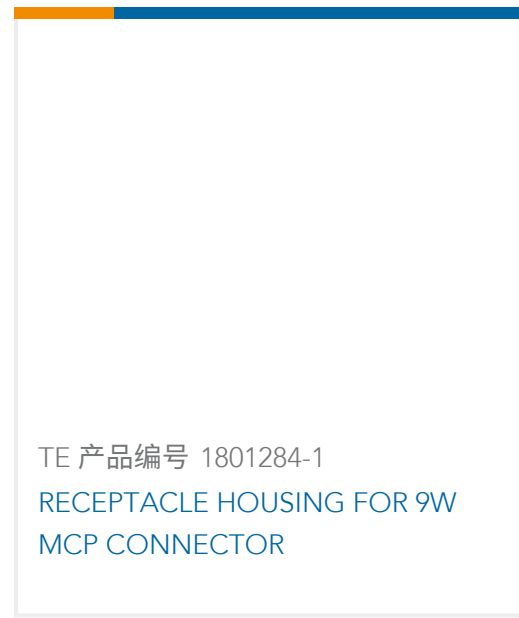 TE 产品编号 1801284-1
RECEPTACLE HOUSING FOR 9W
MCP CONNECTOR